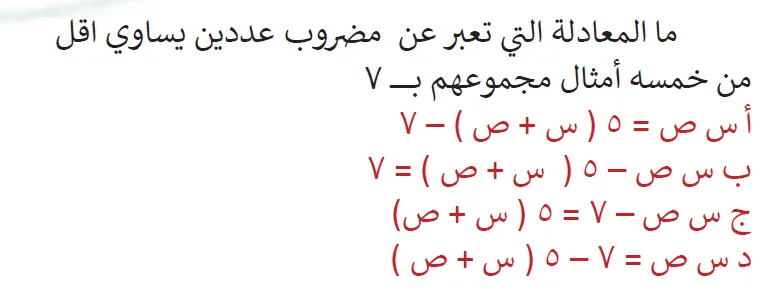 ما المعادلة التي تعبر عن مضروب عددين يساوي اقل
من خمسه أمثال مجموعهم بـــ ٧
أ س ص = ٥ ( س + ص ) – ٧
ب س ص – ٥ ( س + ص ) = ٧
ج س ص – ٧ = ٥ ( س + ص)
د س ص = ٧ – ٥ ( س + ص )